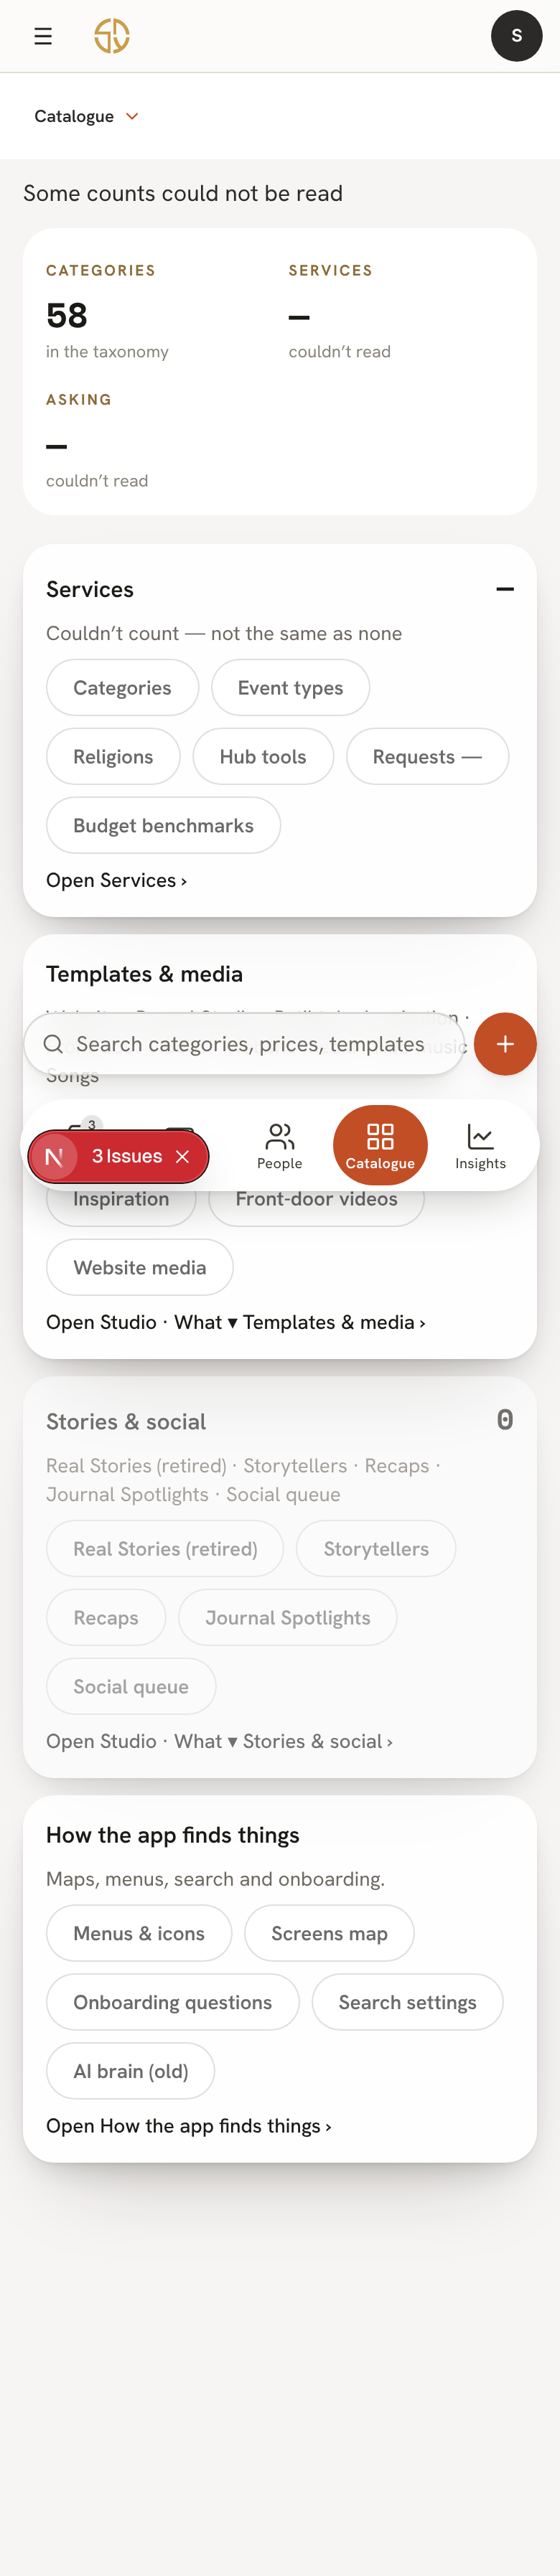 ☰
S
Catalogue
Some counts could not be read
CATEGORIES
SERVICES
58
–
in the taxonomy
couldn’t read
ASKING
–
couldn’t read
Services
–
Couldn’t count — not the same as none
Categories
Event types
Religions
Hub tools
Requests —
Budget benchmarks
Open Services ›
Templates & media
Search categories, prices, templates
music
Songs
3
N
3 Issues
People
Catalogue
Insights
Inspiration
Front-door videos
Website media
Open Studio · What ▾ Templates & media ›
Stories & social
0
Real Stories (retired) · Storytellers · Recaps ·
Journal Spotlights · Social queue
Real Stories (retired)
Storytellers
Recaps
Journal Spotlights
Social queue
Open Studio · What ▾ Stories & social ›
How the app finds things
Maps, menus, search and onboarding.
Menus & icons
Screens map
Onboarding questions
Search settings
AI brain (old)
Open How the app finds things ›